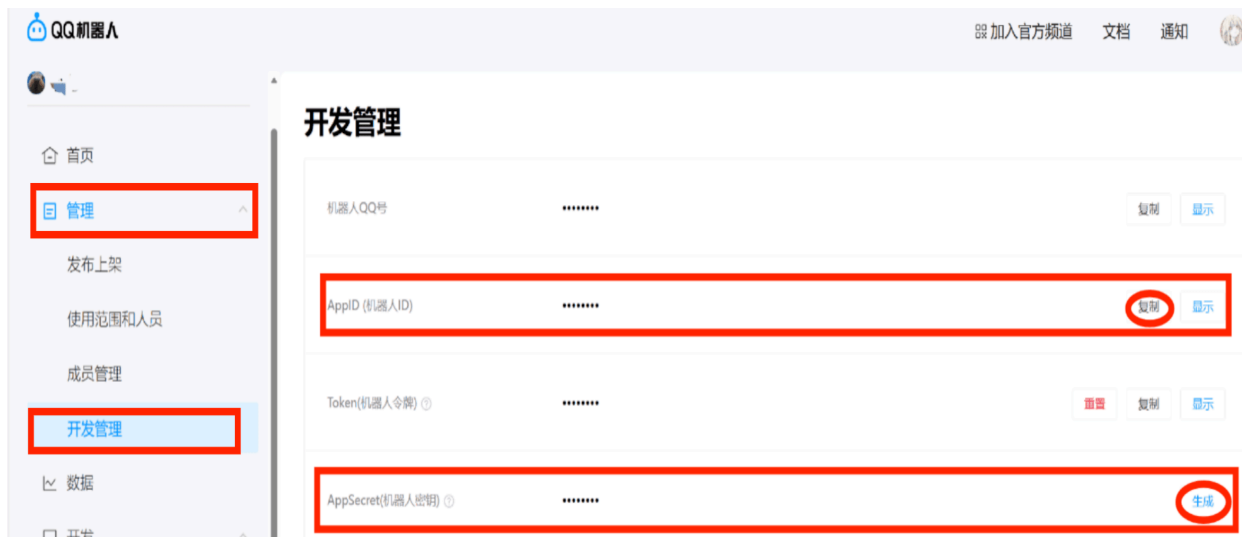 QQ机器人
加入官方频道 文档 通知
首页
管理
发布上架
使用范围和人员
成员管理
开发管理
数据
开发
开发管理
机器人QQ号 •••••••• 复制 显示
AppID (机器人ID) •••••••• 复制 显示
Token(机器人令牌) ? •••••••• 重置 复制 显示
AppSecret(机器人密钥) ? •••••••• 生成